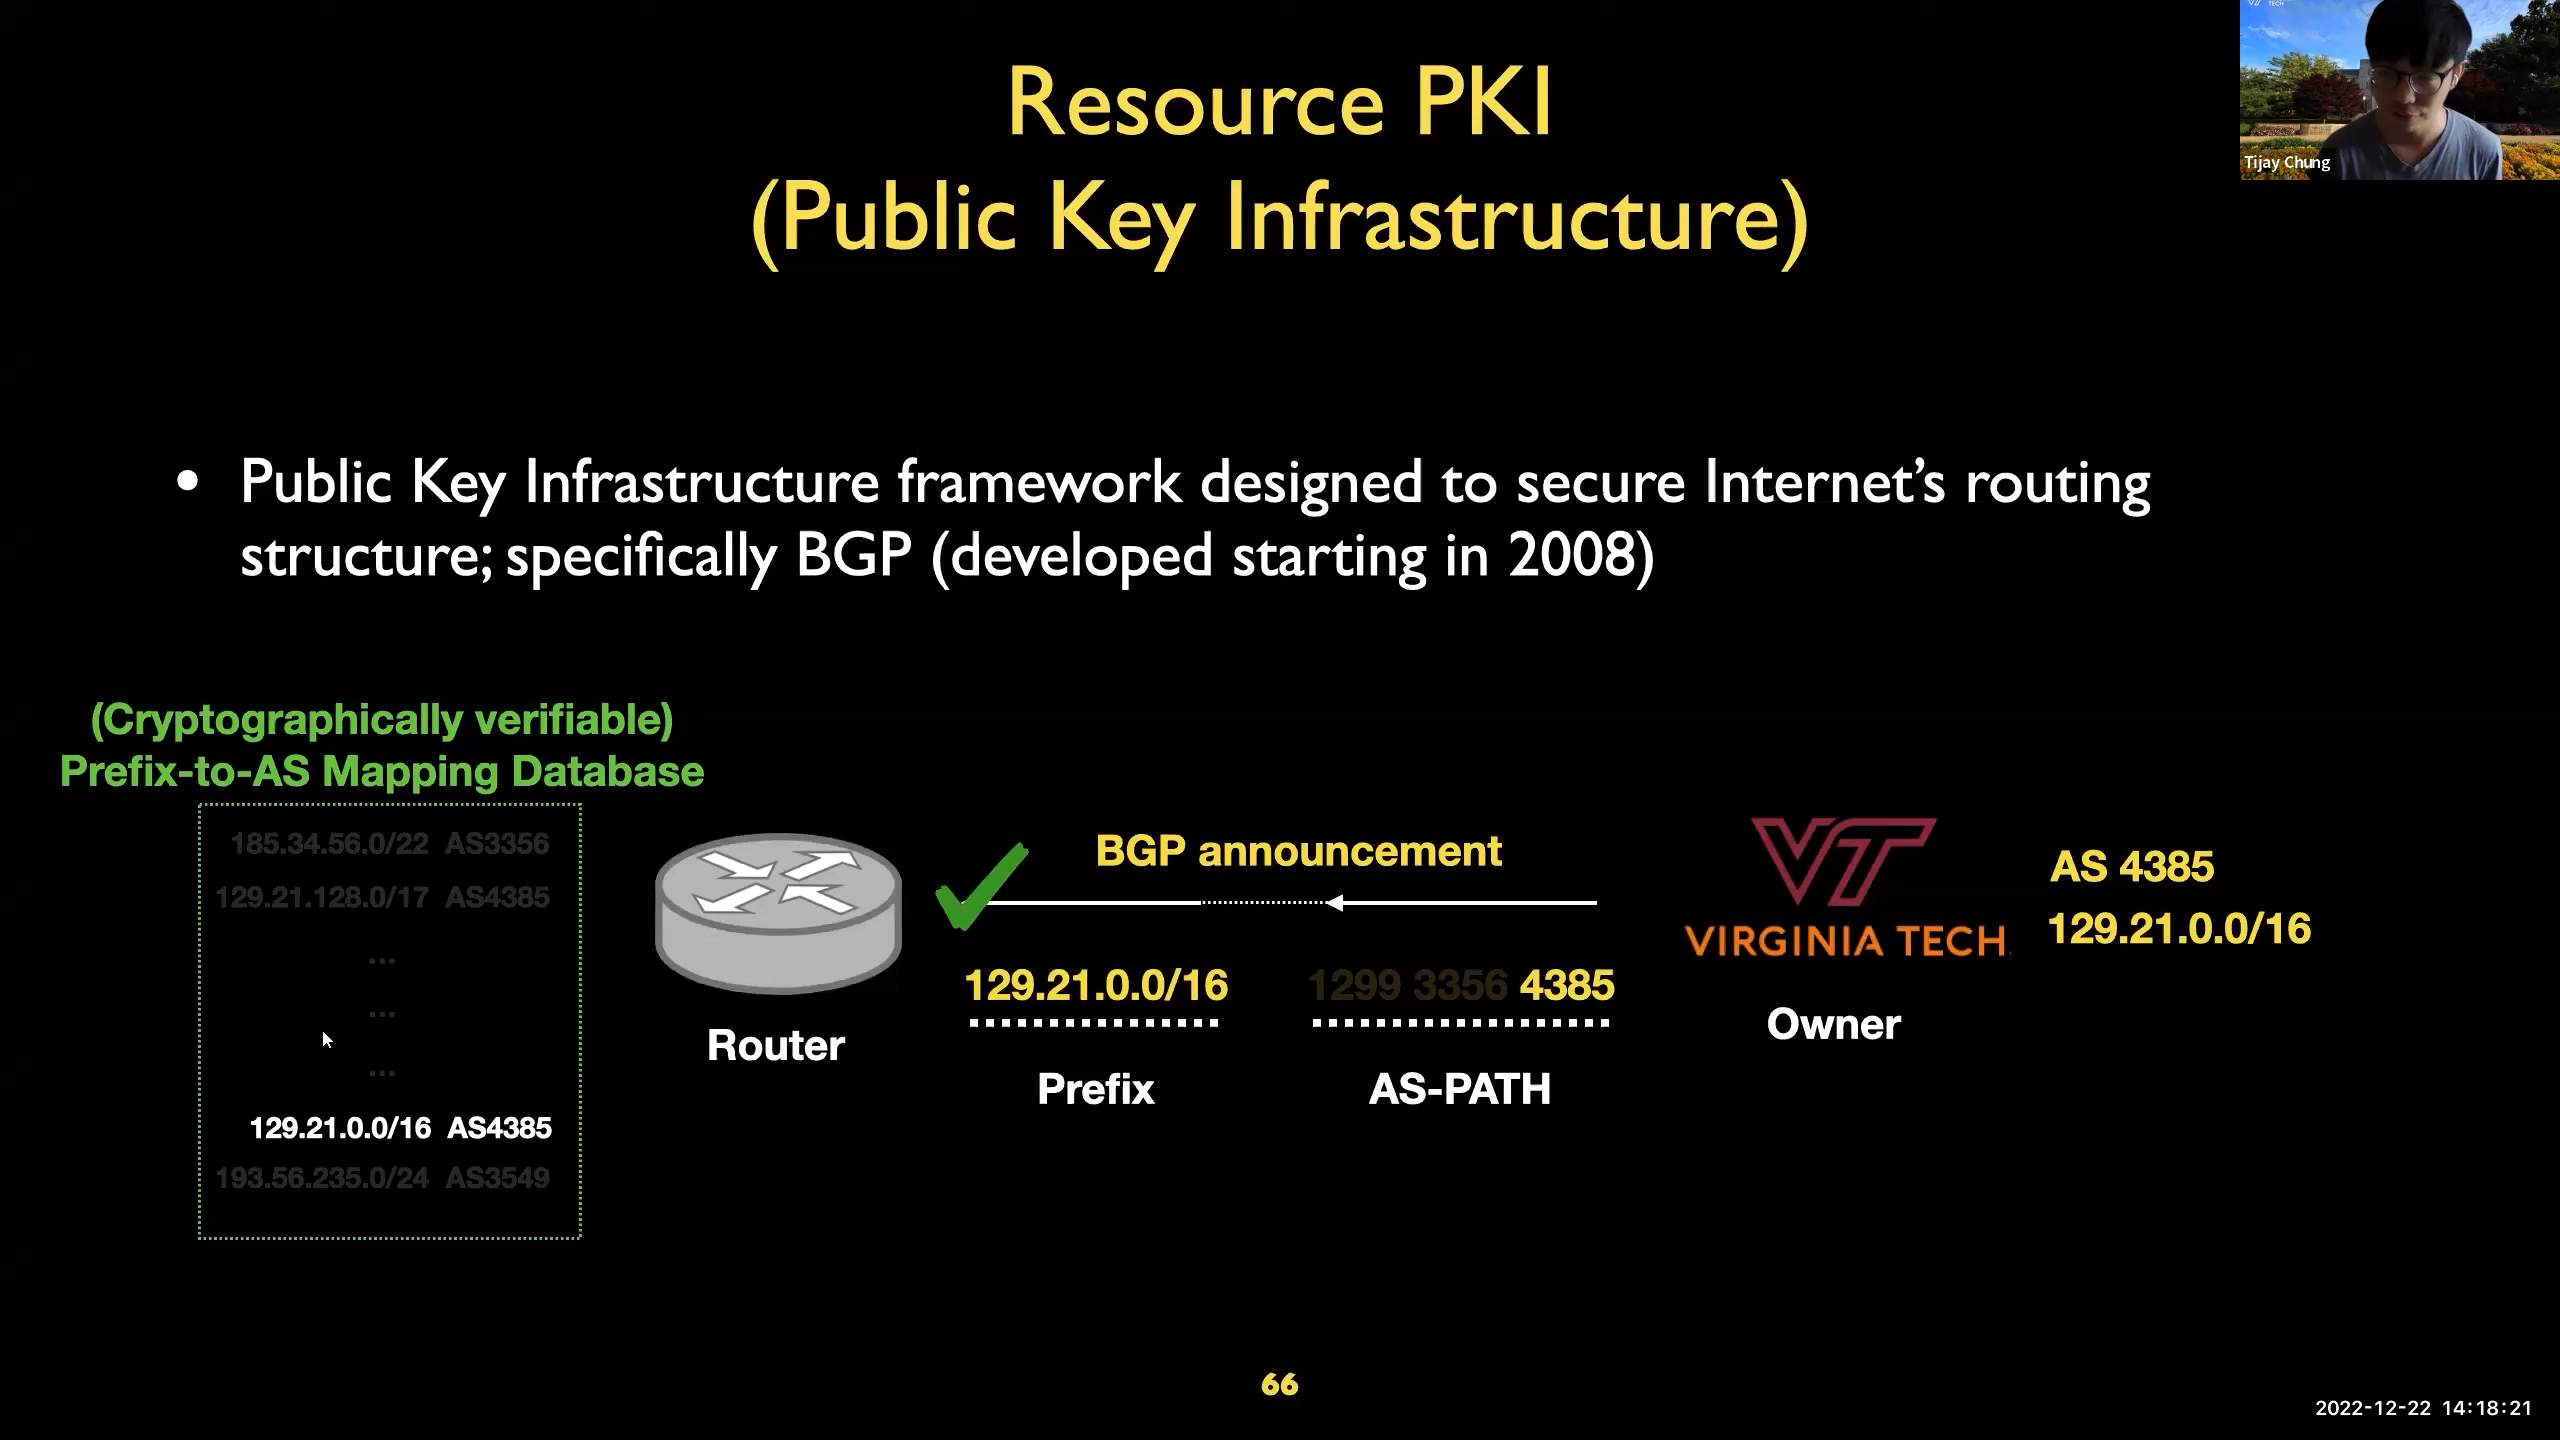 Resource PKI
(Public Key Infrastructure)
Tijay Chung
• Public Key Infrastructure framework designed to secure Internet’s routing
structure; specifically BGP (developed starting in 2008)
(Cryptographically verifiable)
Prefix-to-AS Mapping Database
185.34.56.0/22 AS3356
129.21.128.0/17 AS4385
...
...
...
129.21.0.0/16 AS4385
193.56.235.0/24 AS3549
Router
BGP announcement
129.21.0.0/16
1299 3356 4385
Prefix
AS-PATH
VT
VIRGINIA TECH
Owner
AS 4385
129.21.0.0/16
66
2022-12-22 14:18:21